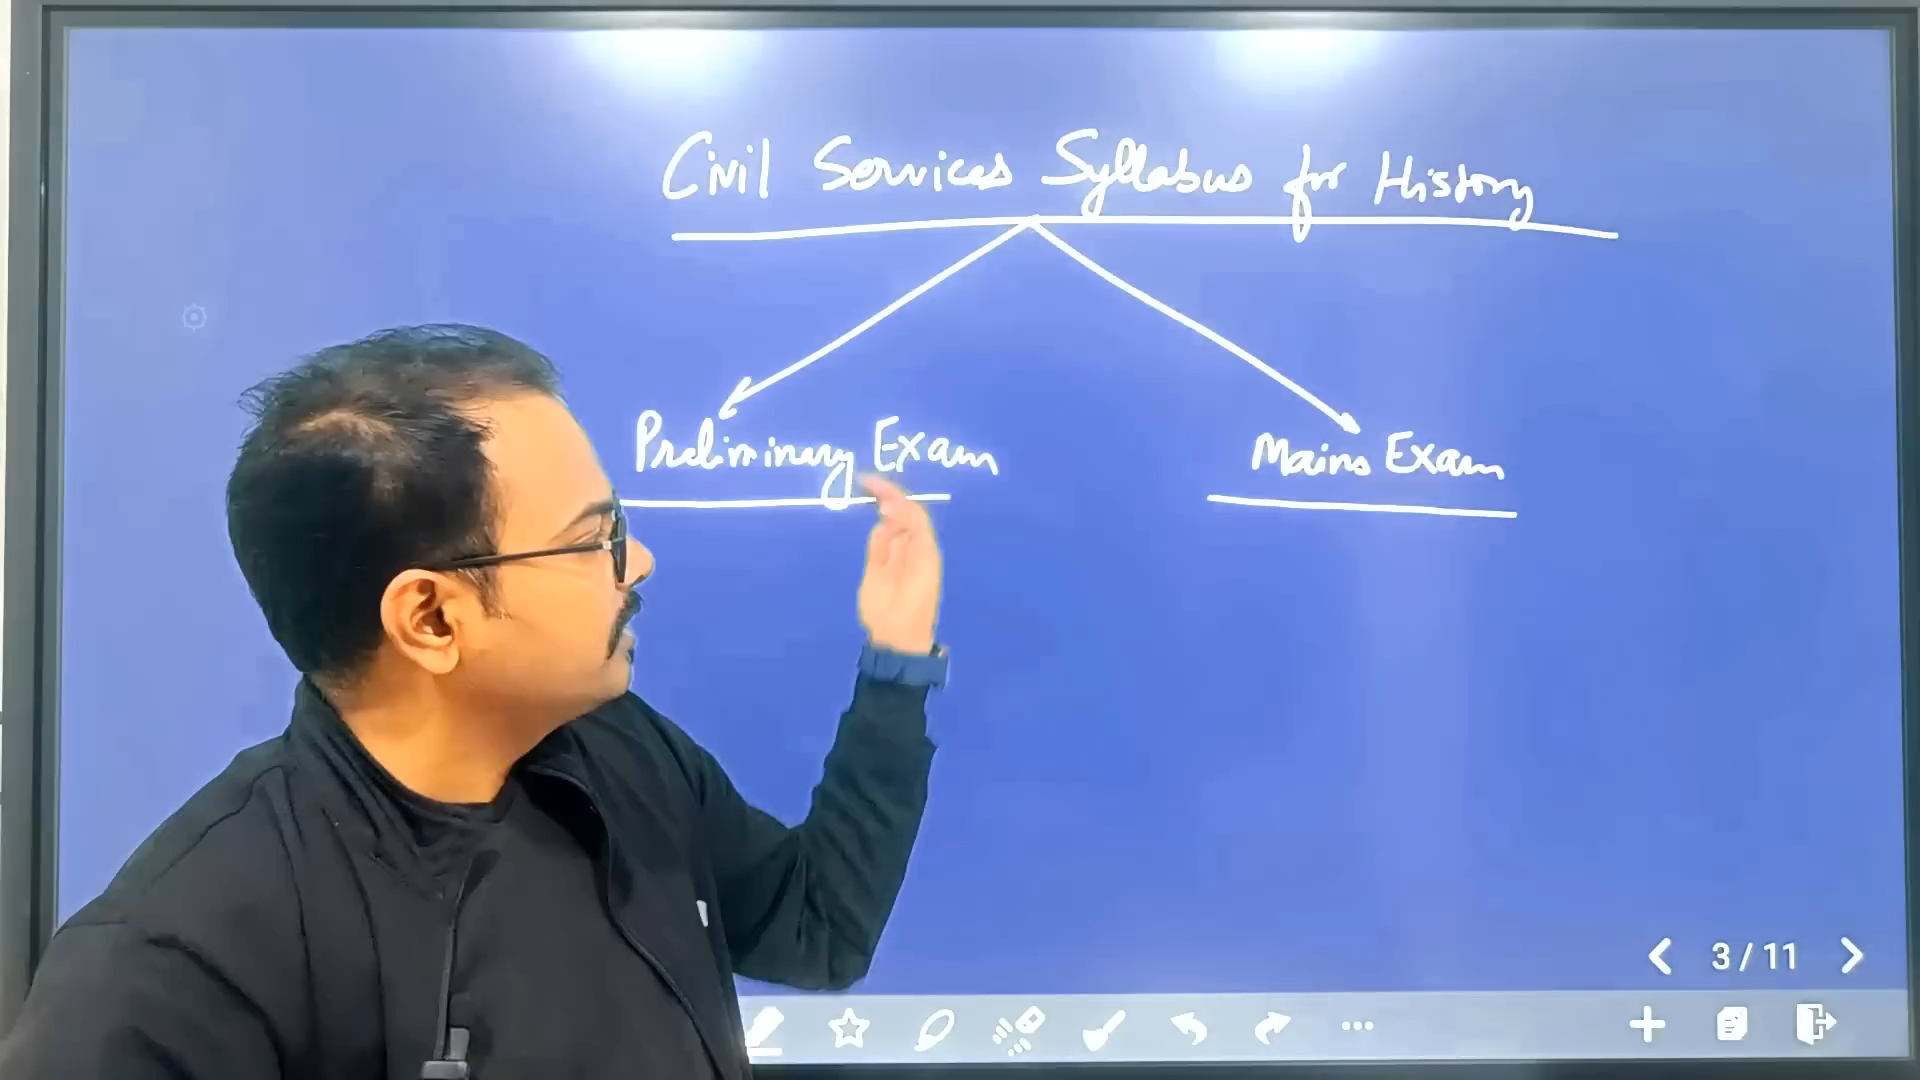 Civil Services Syllabus for History
Preliminary Exam
Mains Exam
3 / 11